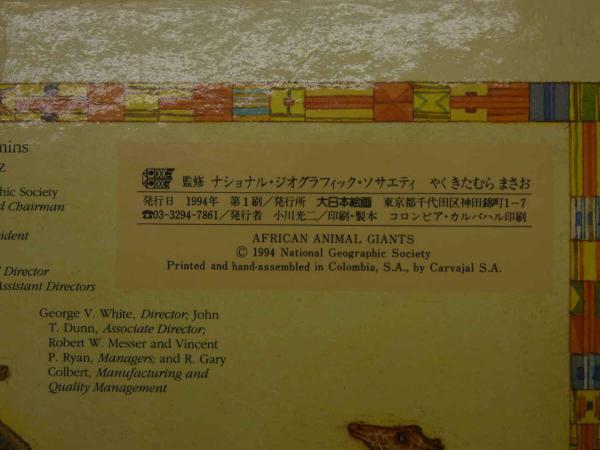 mins
z
hic Society
d Chairman
ident
l Director
Assistant Directors
George V. White, Director; John
T. Dunn, Associate Director;
Robert W. Messer and Vincent
P. Ryan, Managers; and R. Gary
Colbert, Manufacturing and
Quality Management
監修 ナショナル・ジオグラフィック・ソサエティ やく きたむら まさお
発行日 1994年 第1刷/発行所 大日本絵画 東京都千代田区神田錦町1−7
☎03-3294-7861/発行者 小川光二/印刷・製本 コロンビア・カルバハル印刷
AFRICAN ANIMAL GIANTS
© 1994 National Geographic Society
Printed and hand-assembled in Colombia, S.A., by Carvajal S.A.